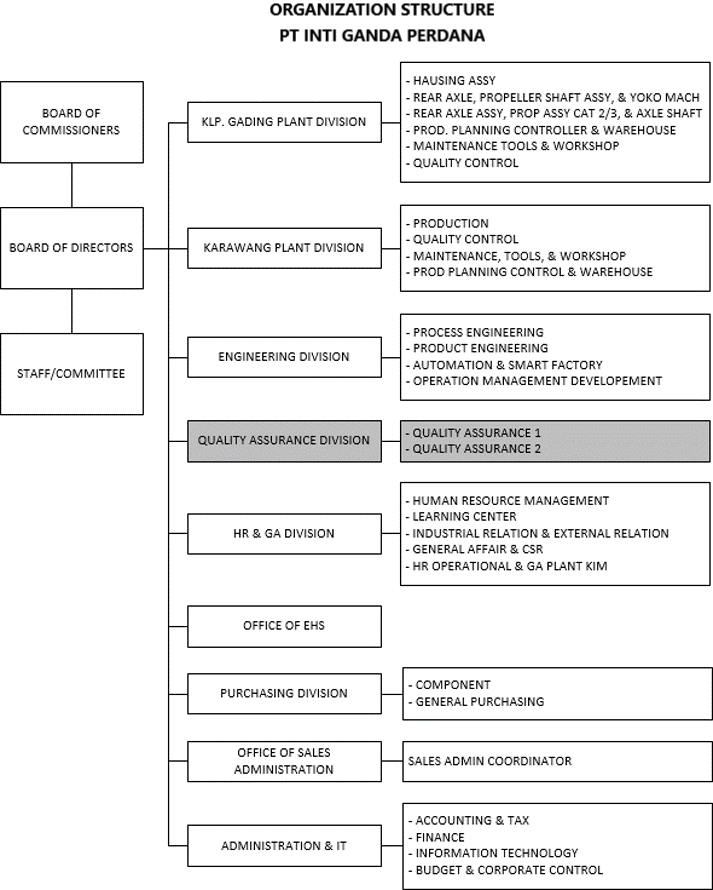 ORGANIZATION STRUCTURE
PT INTI GANDA PERDANA
BOARD OF
COMMISSIONERS
BOARD OF DIRECTORS
STAFF/COMMITTEE
KLP. GADING PLANT DIVISION
- HAUSING ASSY
- REAR AXLE, PROPELLER SHAFT ASSY, & YOKO MACH
- REAR AXLE ASSY, PROP ASSY CAT 2/3, & AXLE SHAFT
- PROD. PLANNING CONTROLLER & WAREHOUSE
- MAINTENANCE TOOLS & WORKSHOP
- QUALITY CONTROL
KARAWANG PLANT DIVISION
- PRODUCTION
- QUALITY CONTROL
- MAINTENANCE, TOOLS, & WORKSHOP
- PROD PLANNING CONTROL & WAREHOUSE
ENGINEERING DIVISION
- PROCESS ENGINEERING
- PRODUCT ENGINEERING
- AUTOMATION & SMART FACTORY
- OPERATION MANAGEMENT DEVELOPEMENT
QUALITY ASSURANCE DIVISION
- QUALITY ASSURANCE 1
- QUALITY ASSURANCE 2
HR & GA DIVISION
- HUMAN RESOURCE MANAGEMENT
- LEARNING CENTER
- INDUSTRIAL RELATION & EXTERNAL RELATION
- GENERAL AFFAIR & CSR
- HR OPERATIONAL & GA PLANT KIM
OFFICE OF EHS
PURCHASING DIVISION
- COMPONENT
- GENERAL PURCHASING
OFFICE OF SALES
ADMINISTRATION
SALES ADMIN COORDINATOR
ADMINISTRATION & IT
- ACCOUNTING & TAX
- FINANCE
- INFORMATION TECHNOLOGY
- BUDGET & CORPORATE CONTROL